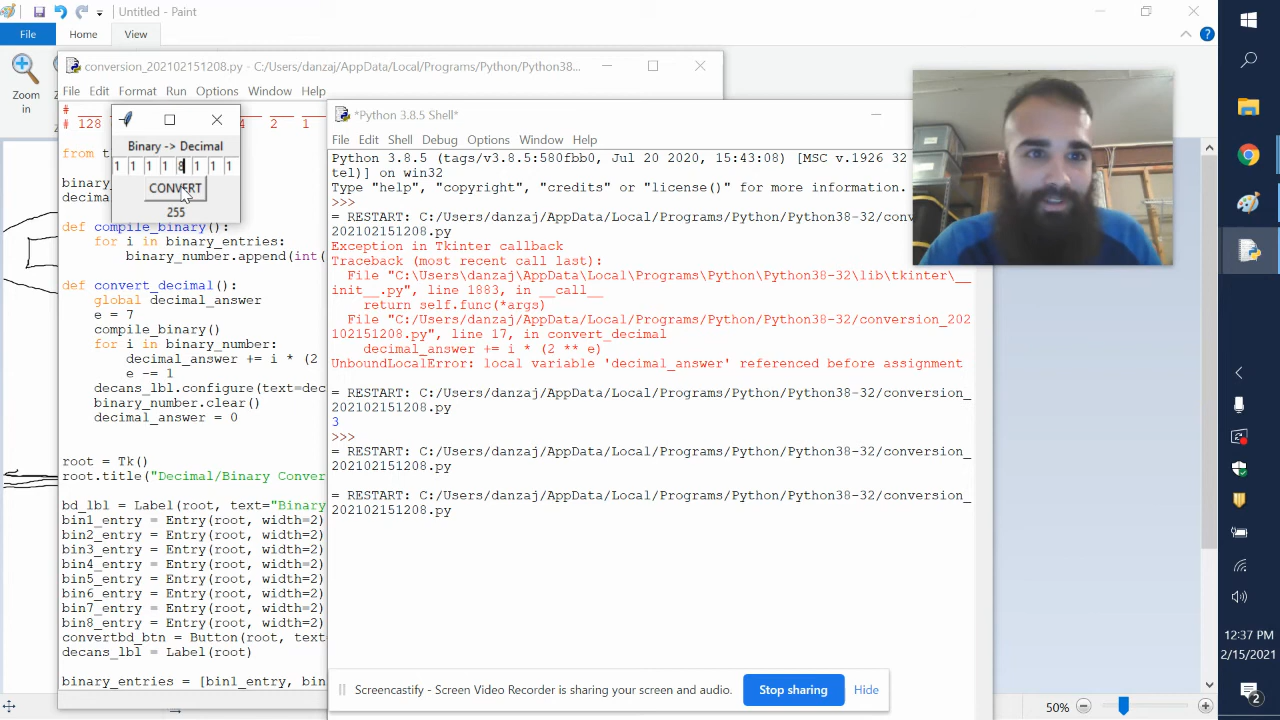 Untitled - Paint
File
Home
View
Zoom
in
conversion_202102151208.py - C:/Users/danzaj/AppData/Local/Programs/Python/Python38...
File Edit Format Run Options Window Help
# 128 4 2 1
from t
binary
decima
def compile_binary():
for i in binary_entries:
binary_number.append(int(
def convert_decimal():
global decimal_answer
e = 7
compile_binary()
for i in binary_number:
decimal_answer += i * (2
e -= 1
decans_lbl.configure(text=dec
binary_number.clear()
decimal_answer = 0
root = Tk()
root.title("Decimal/Binary Conver
bd_lbl = Label(root, text="Binary
bin1_entry = Entry(root, width=2)
bin2_entry = Entry(root, width=2)
bin3_entry = Entry(root, width=2)
bin4_entry = Entry(root, width=2)
bin5_entry = Entry(root, width=2)
bin6_entry = Entry(root, width=2)
bin7_entry = Entry(root, width=2)
bin8_entry = Entry(root, width=2)
convertbd_btn = Button(root, text
decans_lbl = Label(root)
binary_entries = [bin1_entry, bin
Binary -> Decimal
1 1 1 1 8 1 1 1
CONVERT
255
*Python 3.8.5 Shell*
File Edit Shell Debug Options Window Help
Python 3.8.5 (tags/v3.8.5:580fbb0, Jul 20 2020, 15:43:08) [MSC v.1926 32
tel)] on win32
Type "help", "copyright", "credits" or "license()" for more information.
>>>
= RESTART: C:/Users/danzaj/AppData/Local/Programs/Python/Python38-32/conv
202102151208.py
Exception in Tkinter callback
Traceback (most recent call last):
File "C:\Users\danzaj\AppData\Local\Programs\Python\Python38-32\lib\tkinter\__
init__.py", line 1883, in __call__
return self.func(*args)
File "C:/Users/danzaj/AppData/Local/Programs/Python/Python38-32/conversion_202
102151208.py", line 17, in convert_decimal
decimal_answer += i * (2 ** e)
UnboundLocalError: local variable 'decimal_answer' referenced before assignment
= RESTART: C:/Users/danzaj/AppData/Local/Programs/Python/Python38-32/conversion_
202102151208.py
3
>>>
= RESTART: C:/Users/danzaj/AppData/Local/Programs/Python/Python38-32/conversion_
202102151208.py
= RESTART: C:/Users/danzaj/AppData/Local/Programs/Python/Python38-32/conversion_
202102151208.py
Screencastify - Screen Video Recorder is sharing your screen and audio.
Stop sharing
Hide
50%
12:37 PM
2/15/2021
2